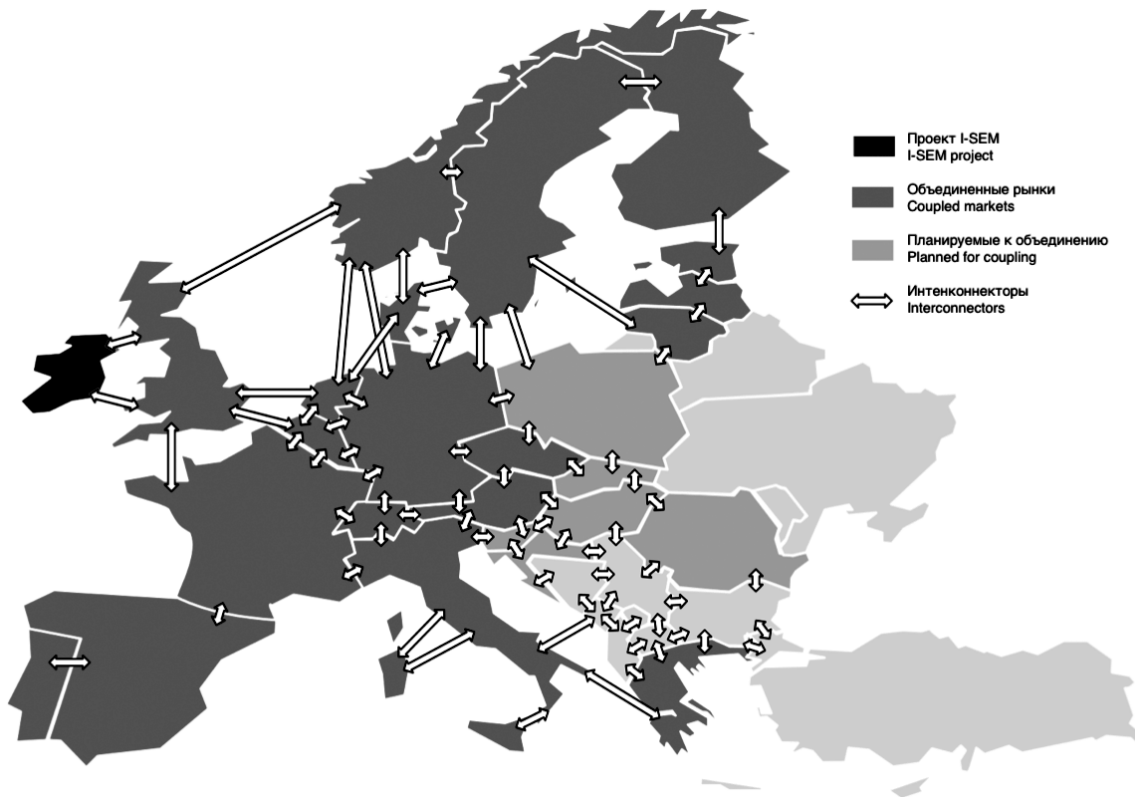 Проект I-SEM
I-SEM project
Объединенные рынки
Coupled markets
Планируемые к объединению
Planned for coupling
Интенконнекторы
Interconnectors